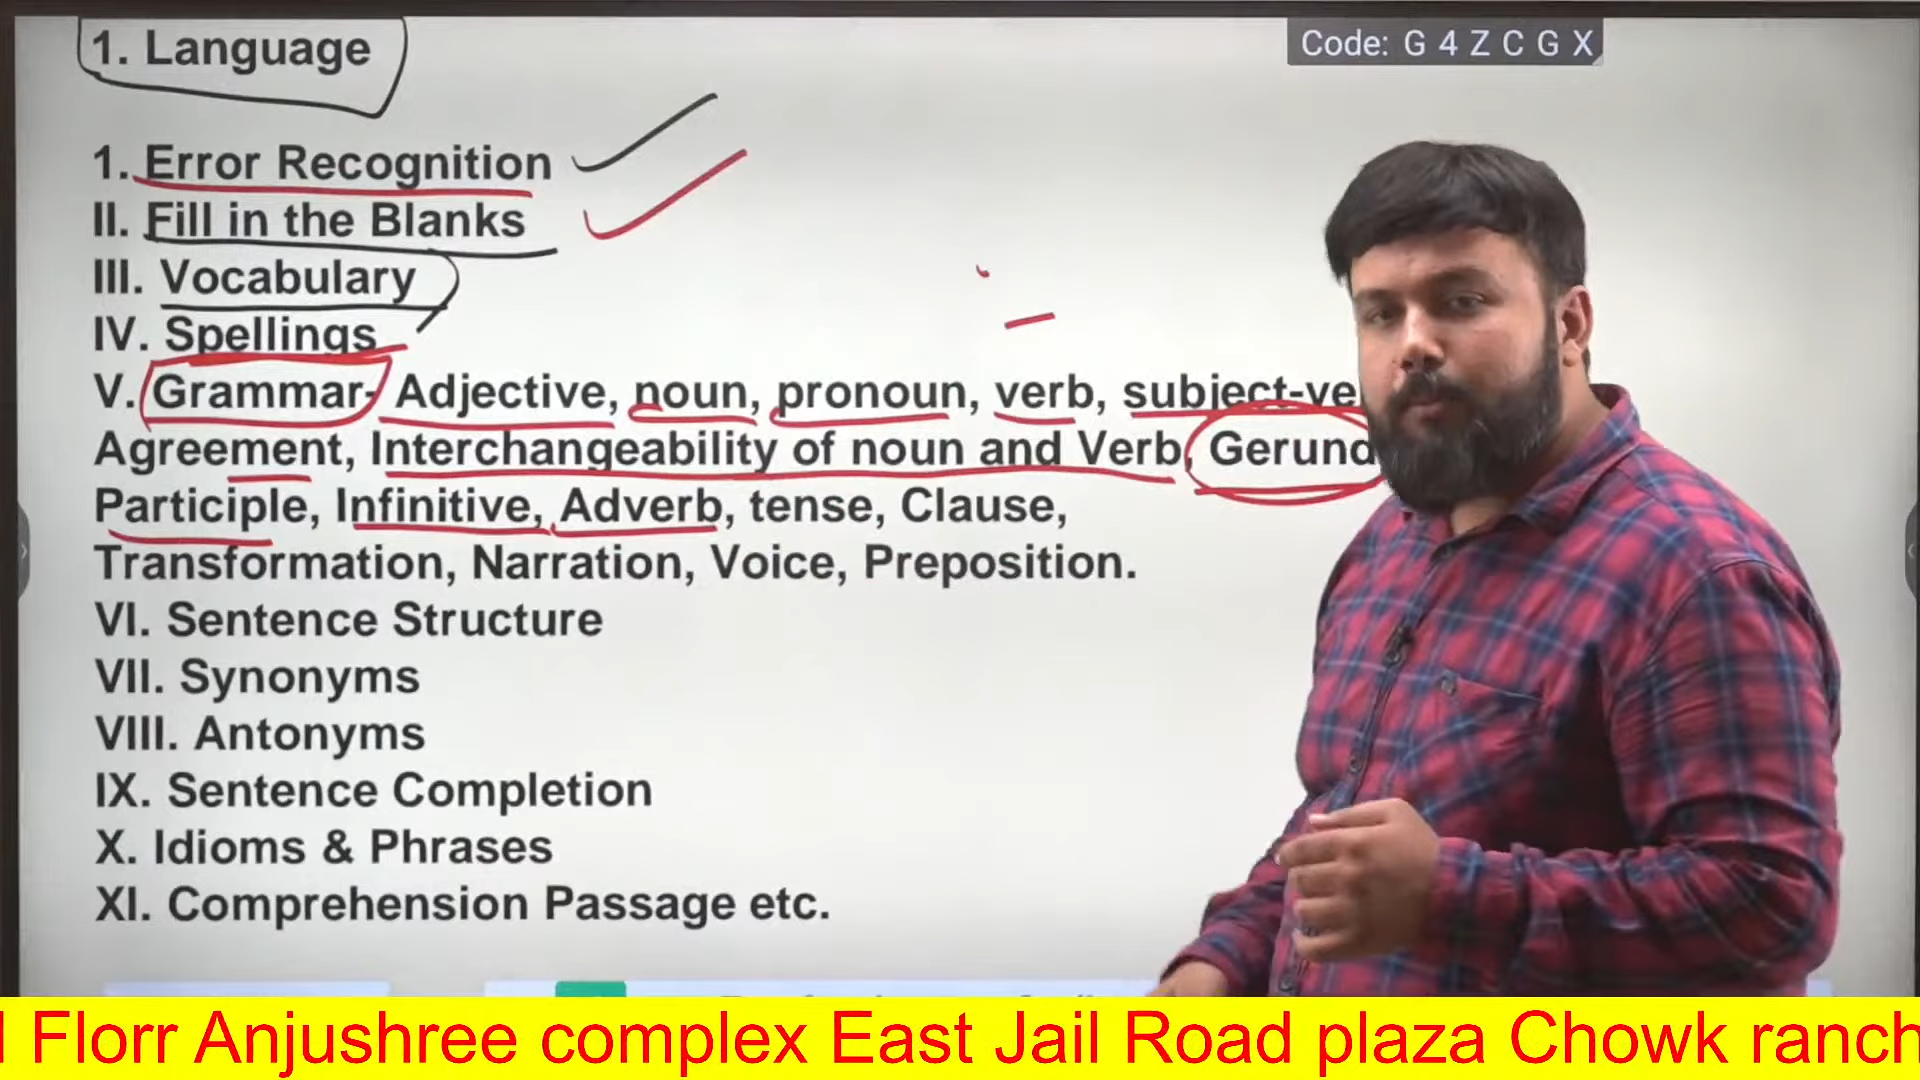 1. Language
Code: G 4 Z C G X
1. Error Recognition
II. Fill in the Blanks
III. Vocabulary
IV. Spellings
V. Grammar- Adjective, noun, pronoun, verb, subject-ve
Agreement, Interchangeability of noun and Verb, Gerund
Participle, Infinitive, Adverb, tense, Clause,
Transformation, Narration, Voice, Preposition.
VI. Sentence Structure
VII. Synonyms
VIII. Antonyms
IX. Sentence Completion
X. Idioms & Phrases
XI. Comprehension Passage etc.
Florr Anjushree complex East Jail Road plaza Chowk ranch